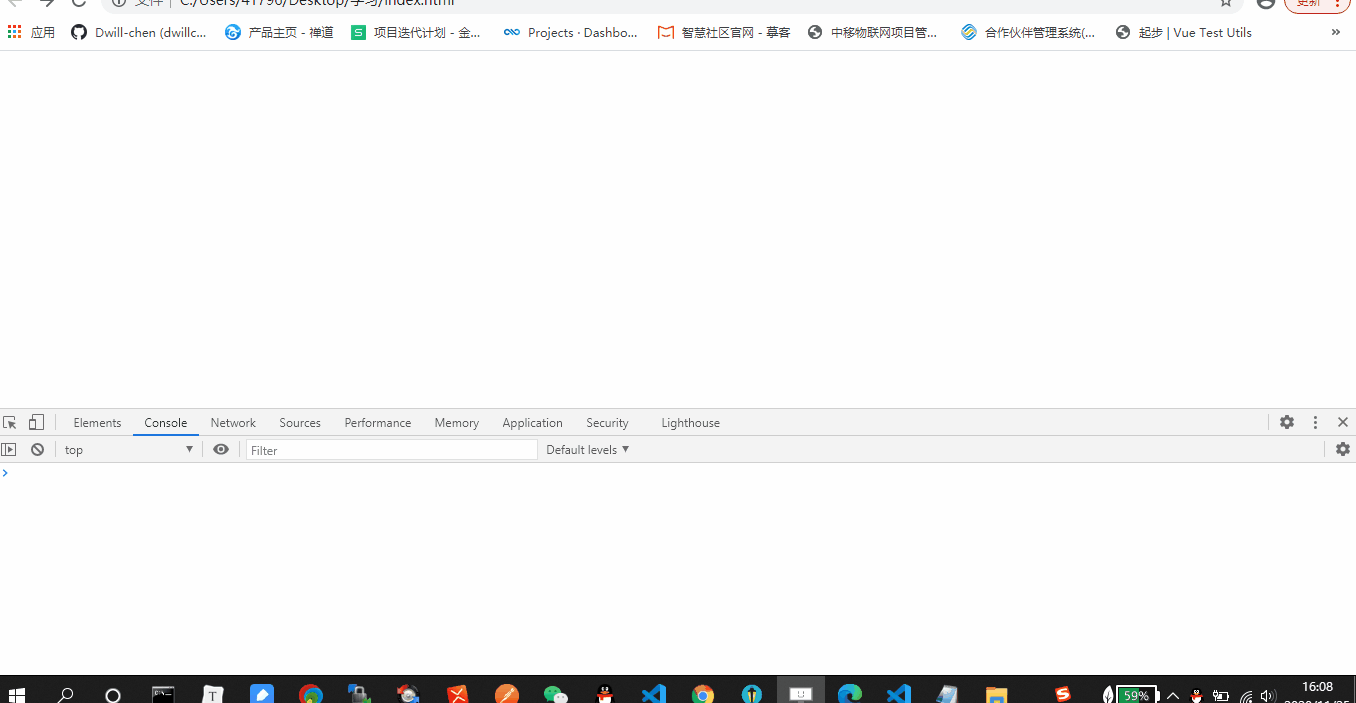 文件 | C:/Users/41796/Desktop/学习/index.html
更新
应用 Dwill-chen (dwillc... 产品主页 - 禅道 项目迭代计划 - 金... Projects · Dashbo... 智慧社区官网 - 摹客 中移物联网项目管... 合作伙伴管理系统(... 起步 | Vue Test Utils »
Elements Console Network Sources Performance Memory Application Security Lighthouse
top Filter Default levels
59% 16:08